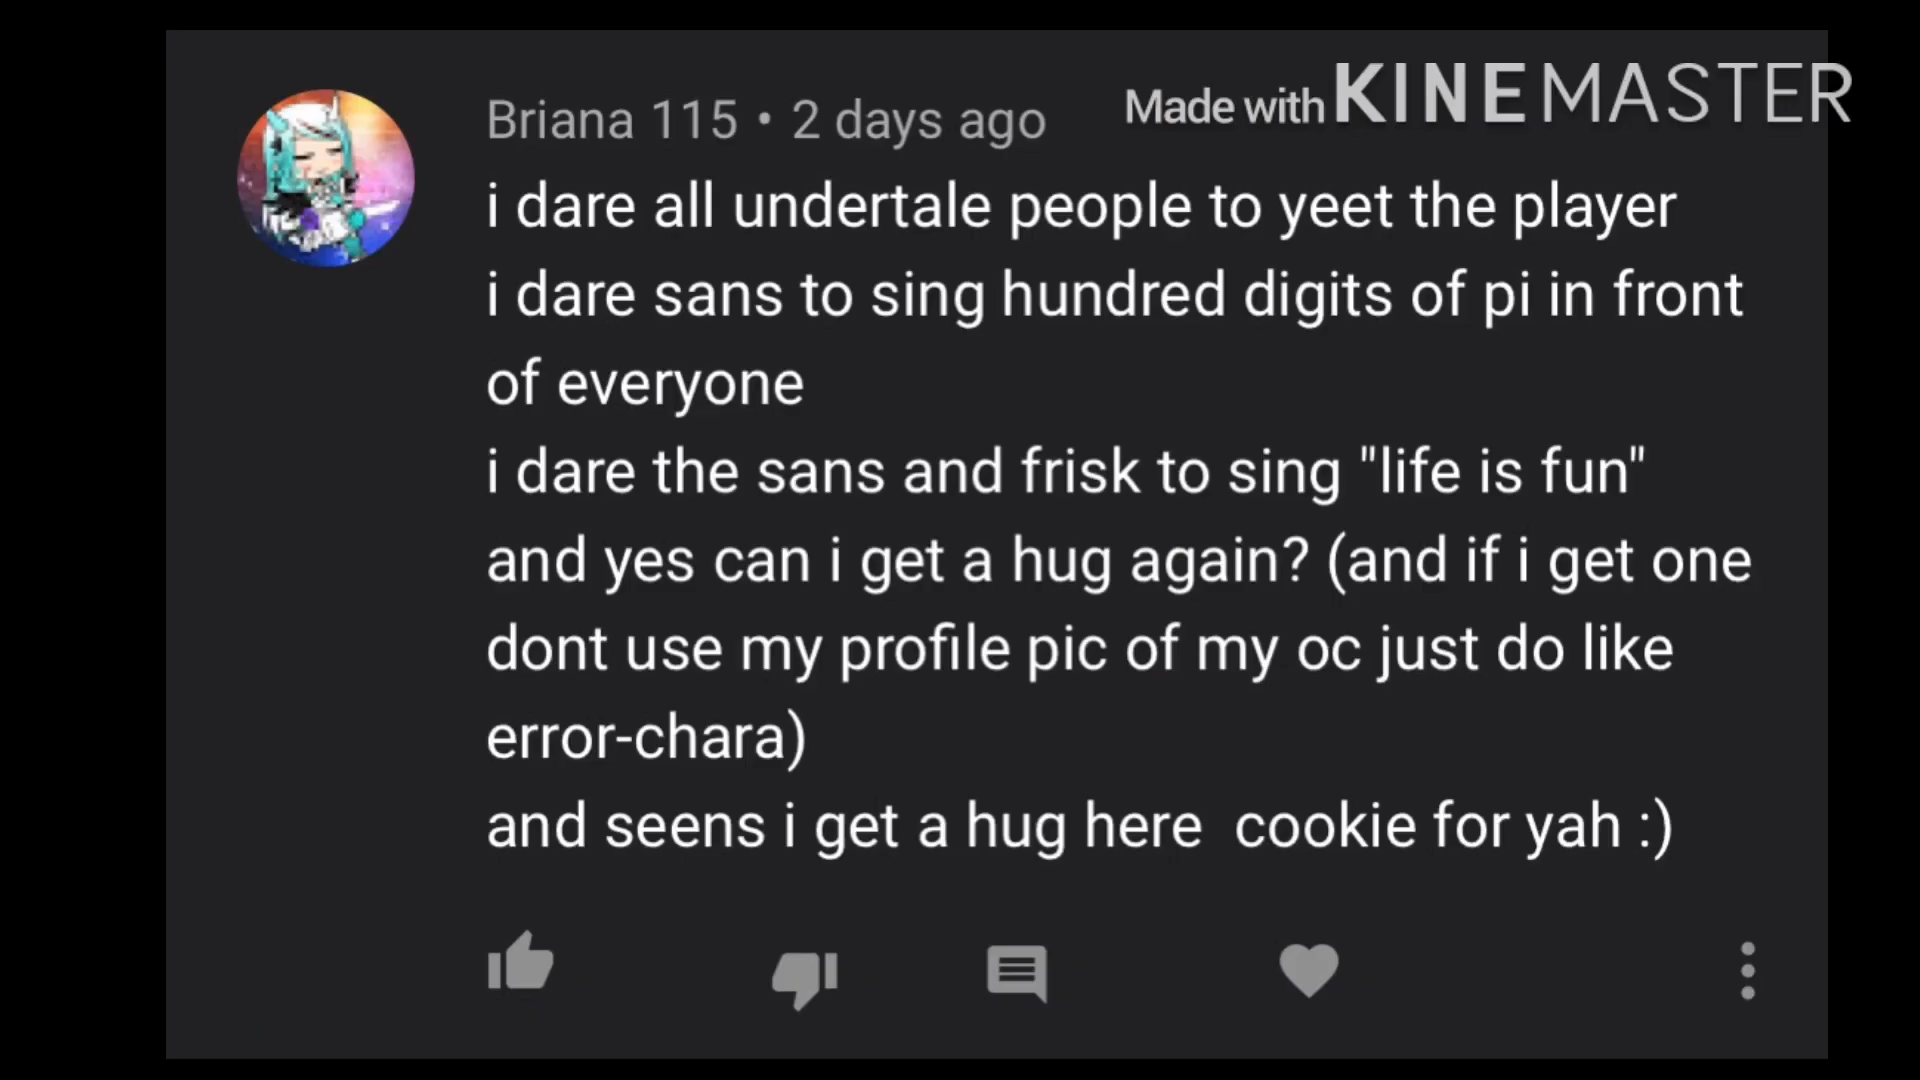 Briana 115 • 2 days ago
Made with KINEMASTER
i dare all undertale people to yeet the player
i dare sans to sing hundred digits of pi in front
of everyone
i dare the sans and frisk to sing "life is fun"
and yes can i get a hug again? (and if i get one
dont use my profile pic of my oc just do like
error-chara)
and seens i get a hug here  cookie for yah :)